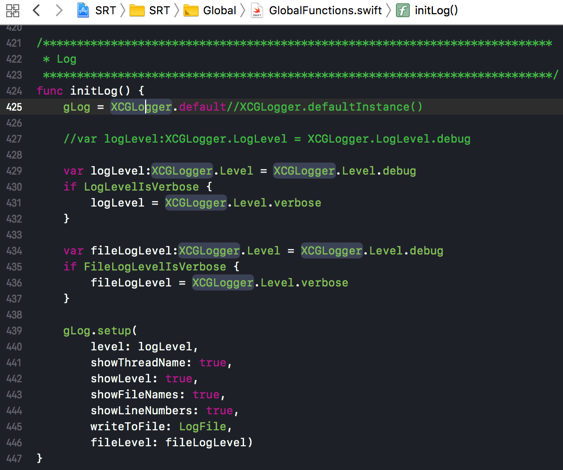 SRT › SRT › Global › GlobalFunctions.swift › initLog()
420
421 /*****************************************************************************
422  * Log
423  *****************************************************************************/
424 func initLog() {
425     gLog = XCGLogger.default//XCGLogger.defaultInstance()
426
427     //var logLevel:XCGLogger.LogLevel = XCGLogger.LogLevel.debug
428
429     var logLevel:XCGLogger.Level = XCGLogger.Level.debug
430     if LogLevelIsVerbose {
431         logLevel = XCGLogger.Level.verbose
432     }
433
434     var fileLogLevel:XCGLogger.Level = XCGLogger.Level.debug
435     if FileLogLevelIsVerbose {
436         fileLogLevel = XCGLogger.Level.verbose
437     }
438
439     gLog.setup(
440         level: logLevel,
441         showThreadName: true,
442         showLevel: true,
443         showFileNames: true,
444         showLineNumbers: true,
445         writeToFile: LogFile,
446         fileLevel: fileLogLevel)
447 }